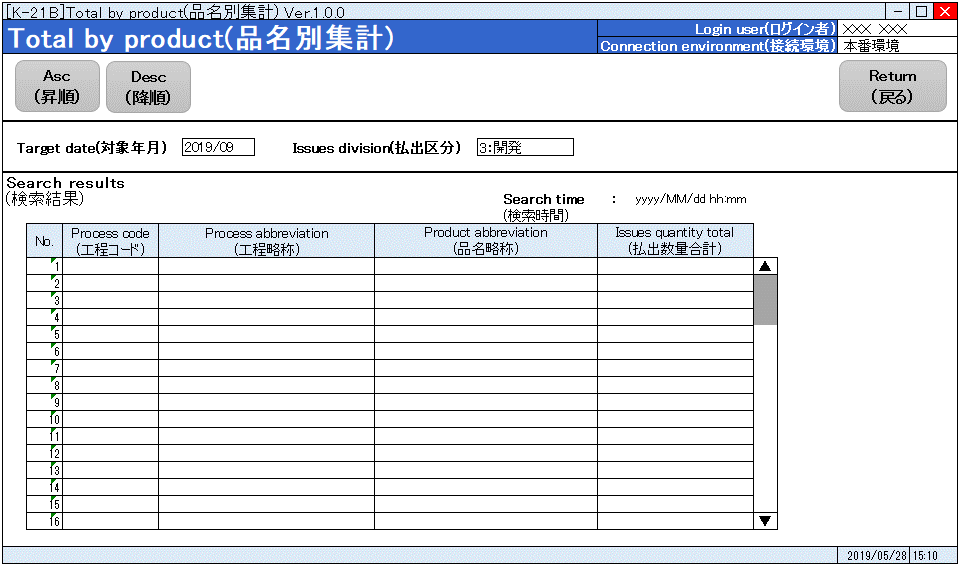 [K-21B]Total by product(品名別集計) Ver.1.0.0
Total by product(品名別集計)
Login user(ログイン者) XXX XXX
Connection environment(接続環境) 本番環境
Asc
(昇順)
Desc
(降順)
Return
(戻る)
Target date(対象年月) 2019/09 Issues division(払出区分) 3:開発
Search results
(検索結果)
Search time : yyyy/MM/dd hh:mm
(検索時間)
No. Process code Process abbreviation Product abbreviation Issues quantity total
(工程コード) (工程略称) (品名略称) (払出数量合計)
1
2
3
4
5
6
7
8
9
10
11
12
13
14
15
16
2019/05/28 15:10